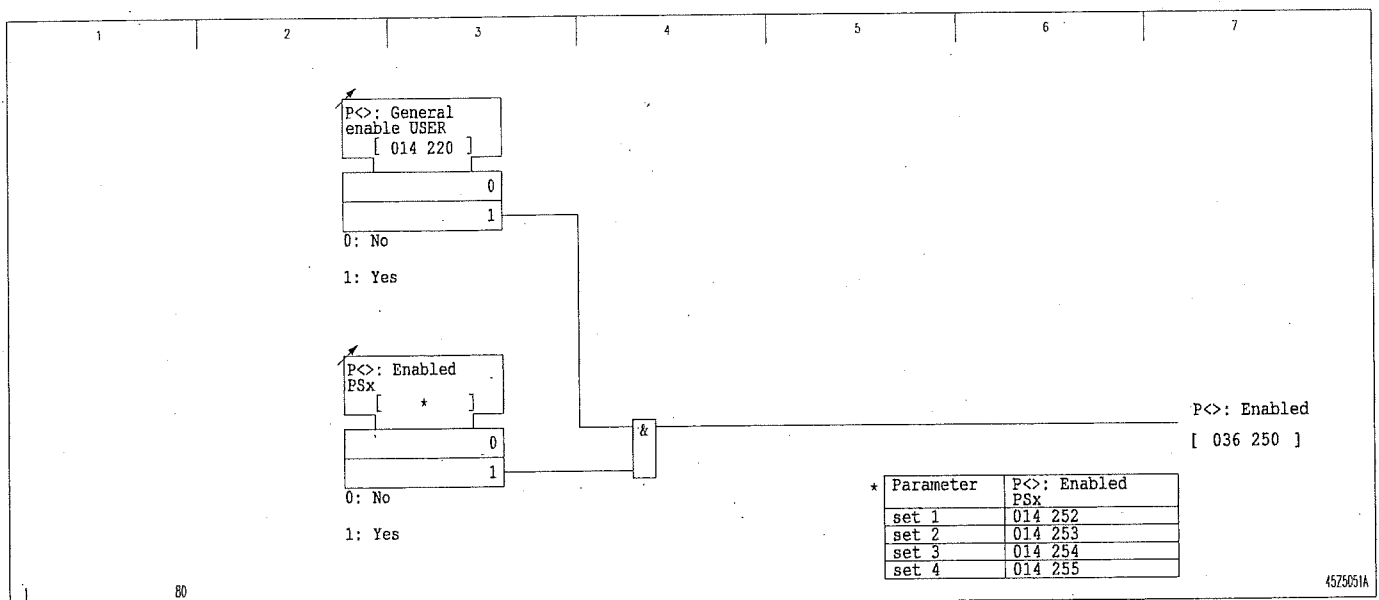 1 2 3 4 5 6 7
P<>: General
enable USER
[ 014 220 ]
0
1
0: No
1: Yes
P<>: Enabled
PSx
[ * ]
0
1
0: No
1: Yes
&
P<>: Enabled
[ 036 250 ]
* Parameter P<>: Enabled
PSx
set 1 014 252
set 2 014 253
set 3 014 254
set 4 014 255
1 80
45Z5051A